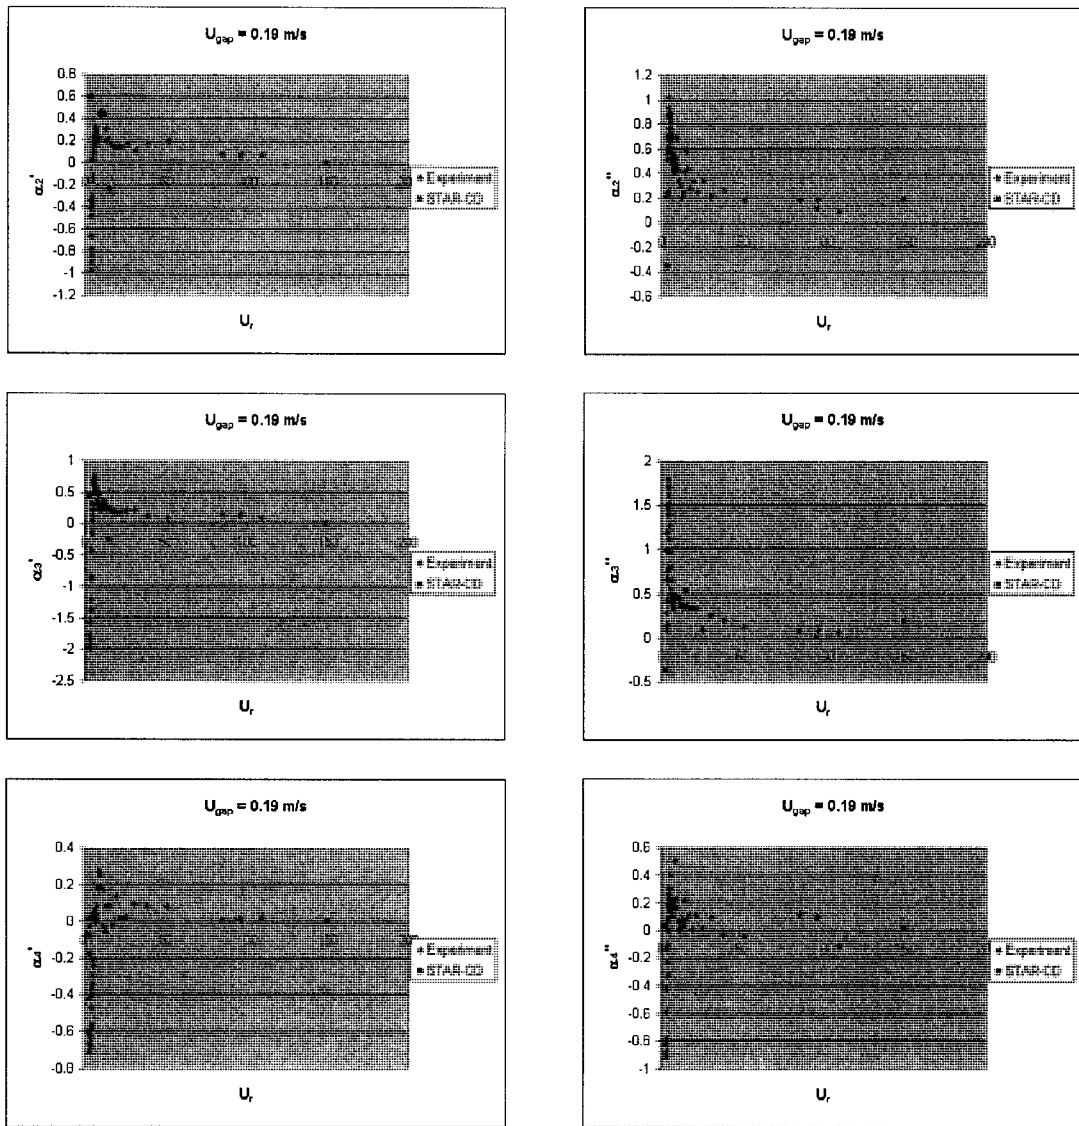 U_gap = 0.19 m/s
0.8
0.6
0.4
0.2
0
-0.2
-0.4
-0.6
-0.8
-1
-1.2
α2'
U_r
Experiment
STAR-CD
U_gap = 0.19 m/s
1.2
1
0.8
0.6
0.4
0.2
0
-0.2
-0.4
-0.6
α2''
200
U_r
Experiment
STAR-CD
U_gap = 0.19 m/s
1
0.5
0
-0.5
-1
-1.5
-2
-2.5
α3'
U_r
Experiment
STAR-CD
U_gap = 0.19 m/s
2
1.5
1
0.5
0
-0.5
α3''
200
U_r
Experiment
STAR-CD
U_gap = 0.19 m/s
0.4
0.2
0
-0.2
-0.4
-0.6
-0.8
α4'
U_r
Experiment
STAR-CD
U_gap = 0.19 m/s
0.6
0.4
0.2
0
-0.2
-0.4
-0.6
-0.8
-1
α4''
U_r
Experiment
STAR-CD